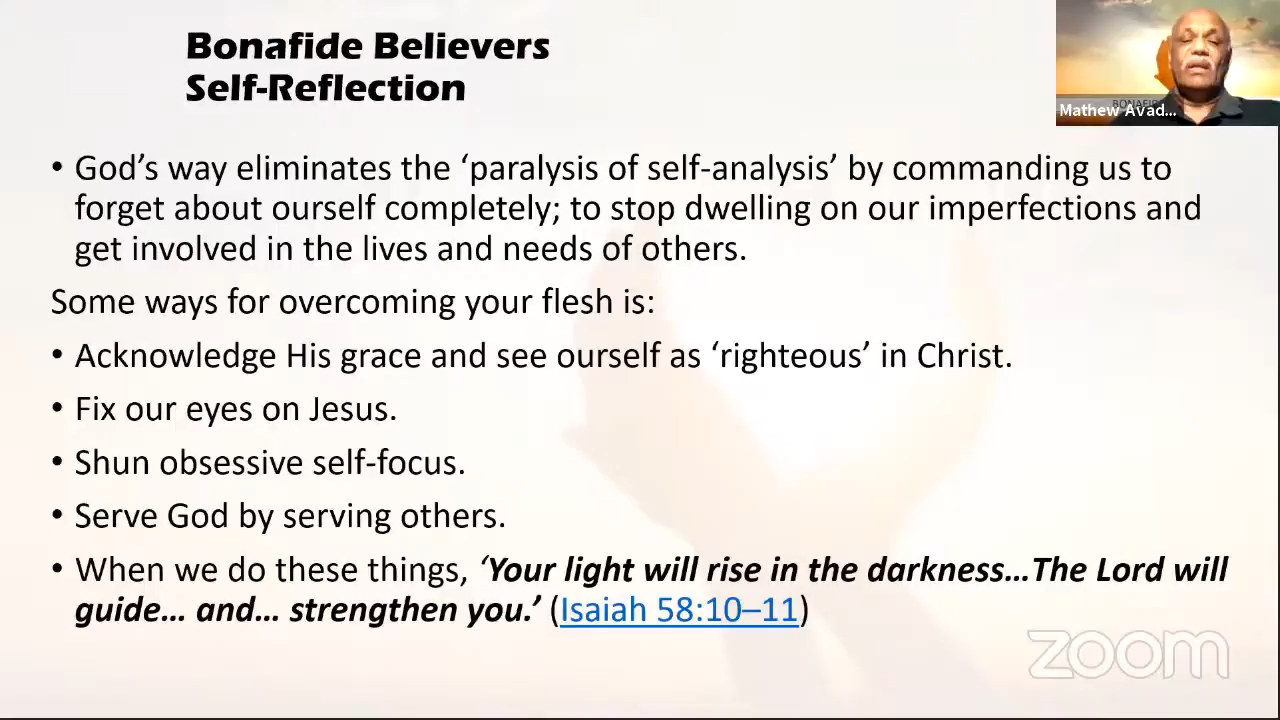 Bonafide Believers
Self-Reflection
Mathew Avad...
• God’s way eliminates the ‘paralysis of self-analysis’ by commanding us to
forget about ourself completely; to stop dwelling on our imperfections and
get involved in the lives and needs of others.
Some ways for overcoming your flesh is:
• Acknowledge His grace and see ourself as ‘righteous’ in Christ.
• Fix our eyes on Jesus.
• Shun obsessive self-focus.
• Serve God by serving others.
• When we do these things, ‘Your light will rise in the darkness…The Lord will
guide… and… strengthen you.’ (Isaiah 58:10–11)
zoom